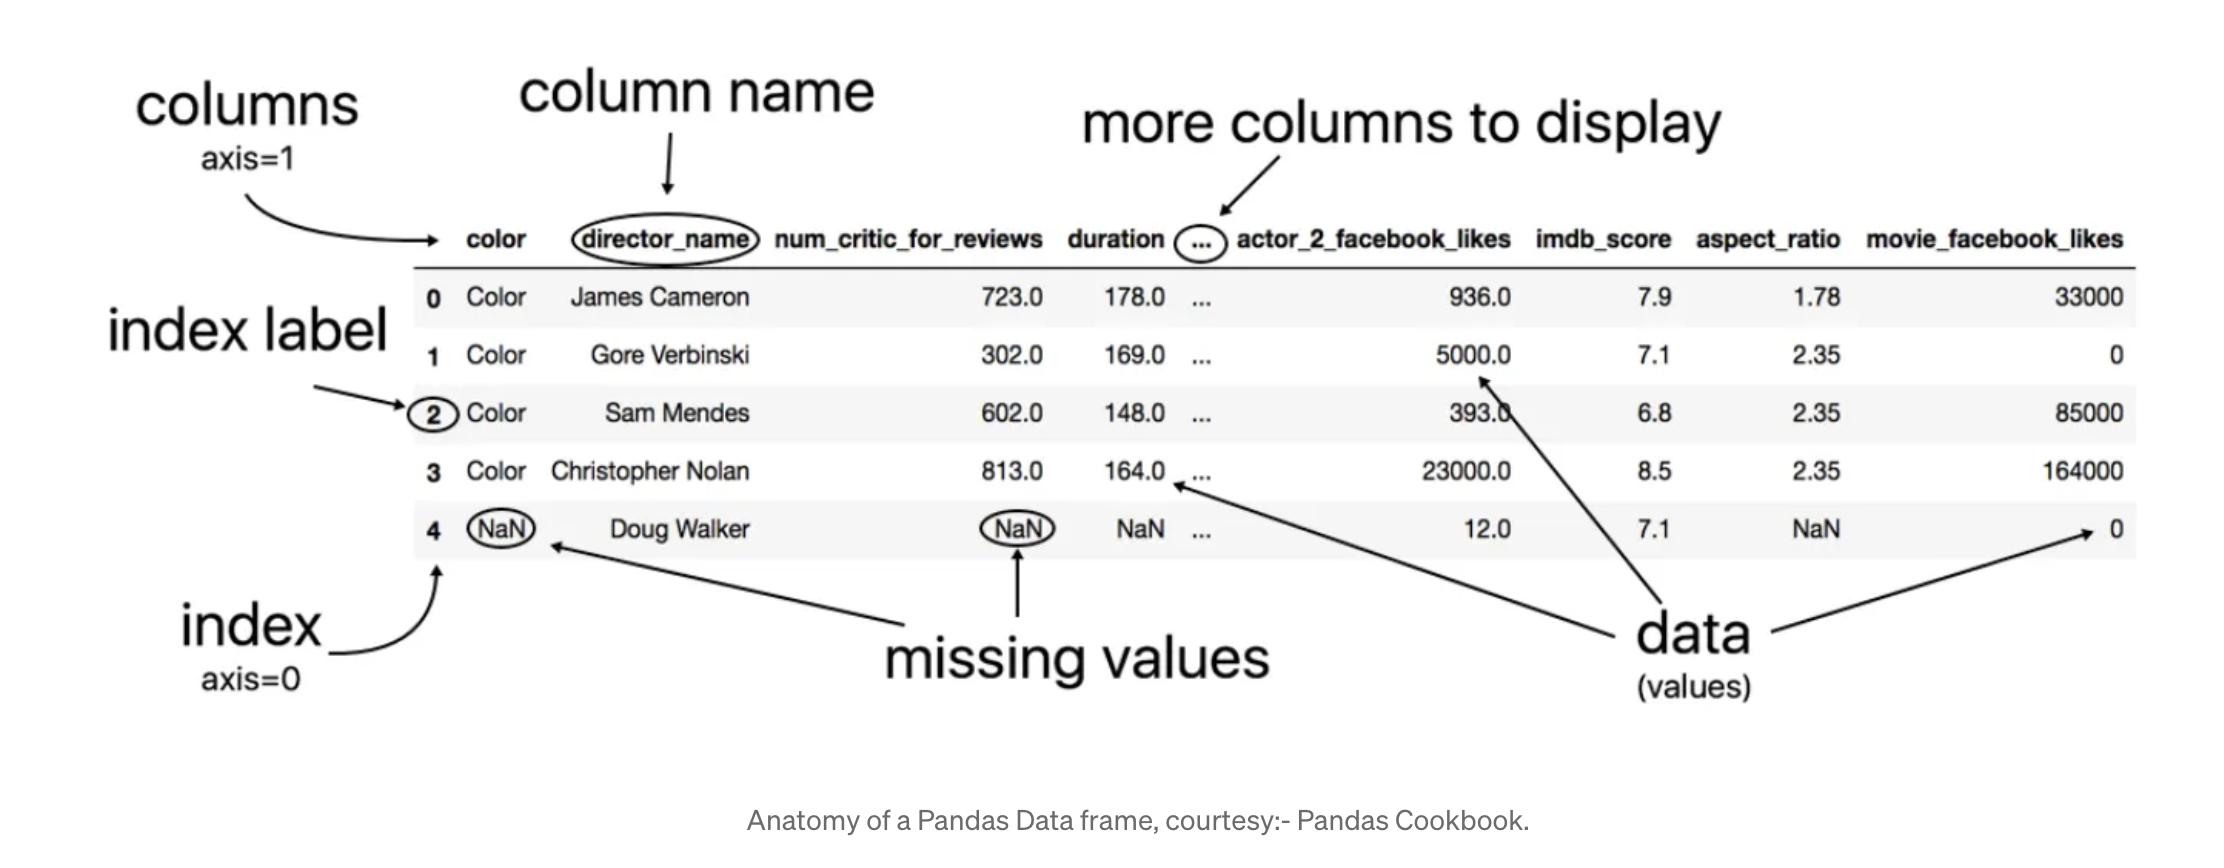 columns
axis=1
column name
more columns to display
color director_name num_critic_for_reviews duration ... actor_2_facebook_likes imdb_score aspect_ratio movie_facebook_likes
0 Color James Cameron 723.0 178.0 ... 936.0 7.9 1.78 33000
index label
1 Color Gore Verbinski 302.0 169.0 ... 5000.0 7.1 2.35 0
2 Color Sam Mendes 602.0 148.0 ... 393.0 6.8 2.35 85000
3 Color Christopher Nolan 813.0 164.0 ... 23000.0 8.5 2.35 164000
4 NaN Doug Walker NaN NaN ... 12.0 7.1 NaN 0
index
axis=0
missing values
data
(values)
Anatomy of a Pandas Data frame, courtesy:- Pandas Cookbook.